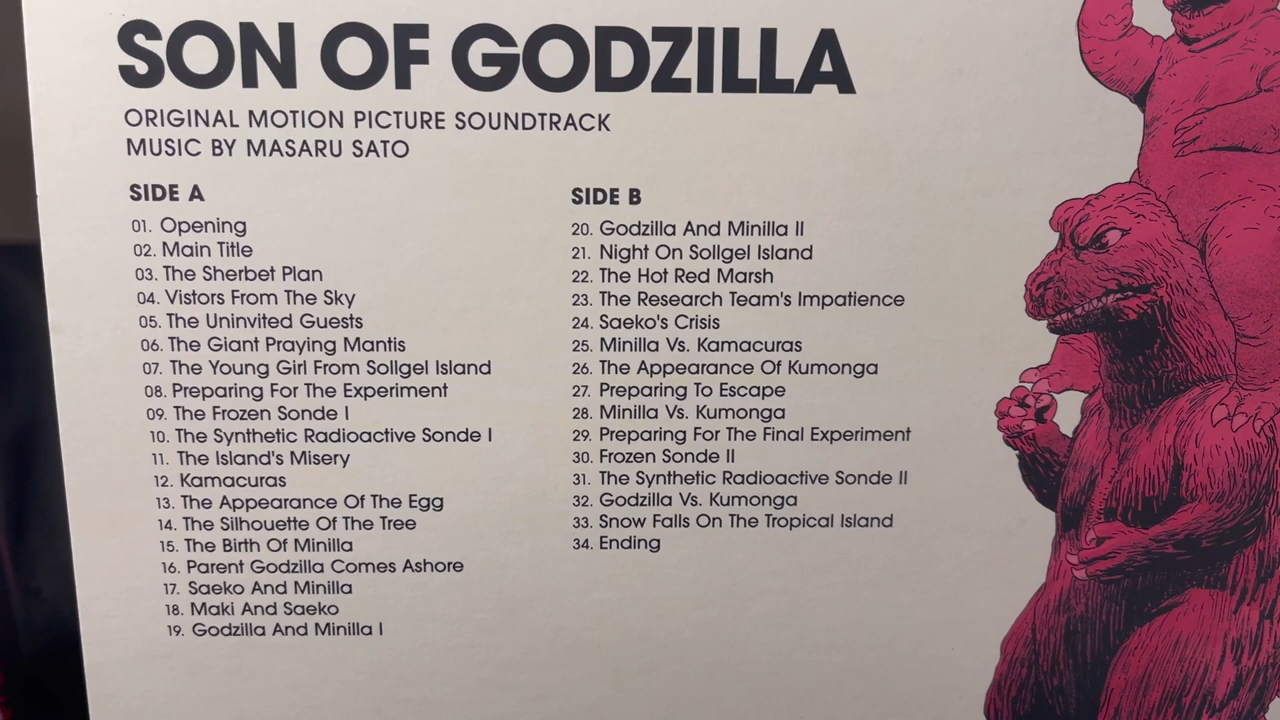 SON OF GODZILLA
ORIGINAL MOTION PICTURE SOUNDTRACK
MUSIC BY MASARU SATO
SIDE A
01. Opening
02. Main Title
03. The Sherbet Plan
04. Vistors From The Sky
05. The Uninvited Guests
06. The Giant Praying Mantis
07. The Young Girl From Sollgel Island
08. Preparing For The Experiment
09. The Frozen Sonde I
10. The Synthetic Radioactive Sonde I
11. The Island's Misery
12. Kamacuras
13. The Appearance Of The Egg
14. The Silhouette Of The Tree
15. The Birth Of Minilla
16. Parent Godzilla Comes Ashore
17. Saeko And Minilla
18. Maki And Saeko
19. Godzilla And Minilla I
SIDE B
20. Godzilla And Minilla II
21. Night On Sollgel Island
22. The Hot Red Marsh
23. The Research Team's Impatience
24. Saeko's Crisis
25. Minilla Vs. Kamacuras
26. The Appearance Of Kumonga
27. Preparing To Escape
28. Minilla Vs. Kumonga
29. Preparing For The Final Experiment
30. Frozen Sonde II
31. The Synthetic Radioactive Sonde II
32. Godzilla Vs. Kumonga
33. Snow Falls On The Tropical Island
34. Ending